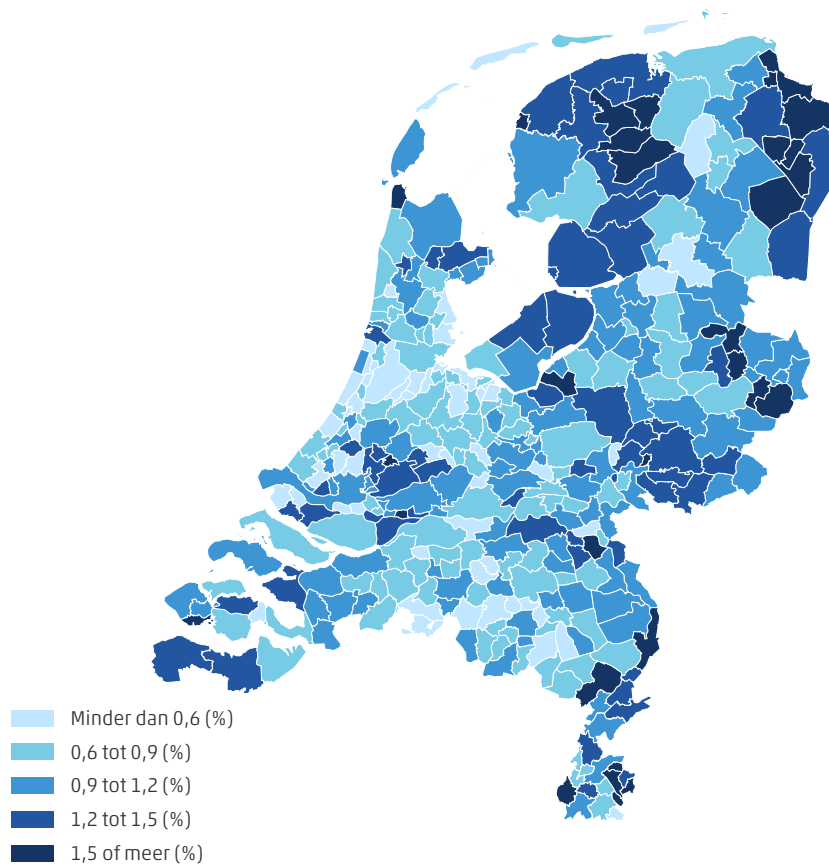 Minder dan 0,6 (%)
0,6 tot 0,9 (%)
0,9 tot 1,2 (%)
1,2 tot 1,5 (%)
1,5 of meer (%)